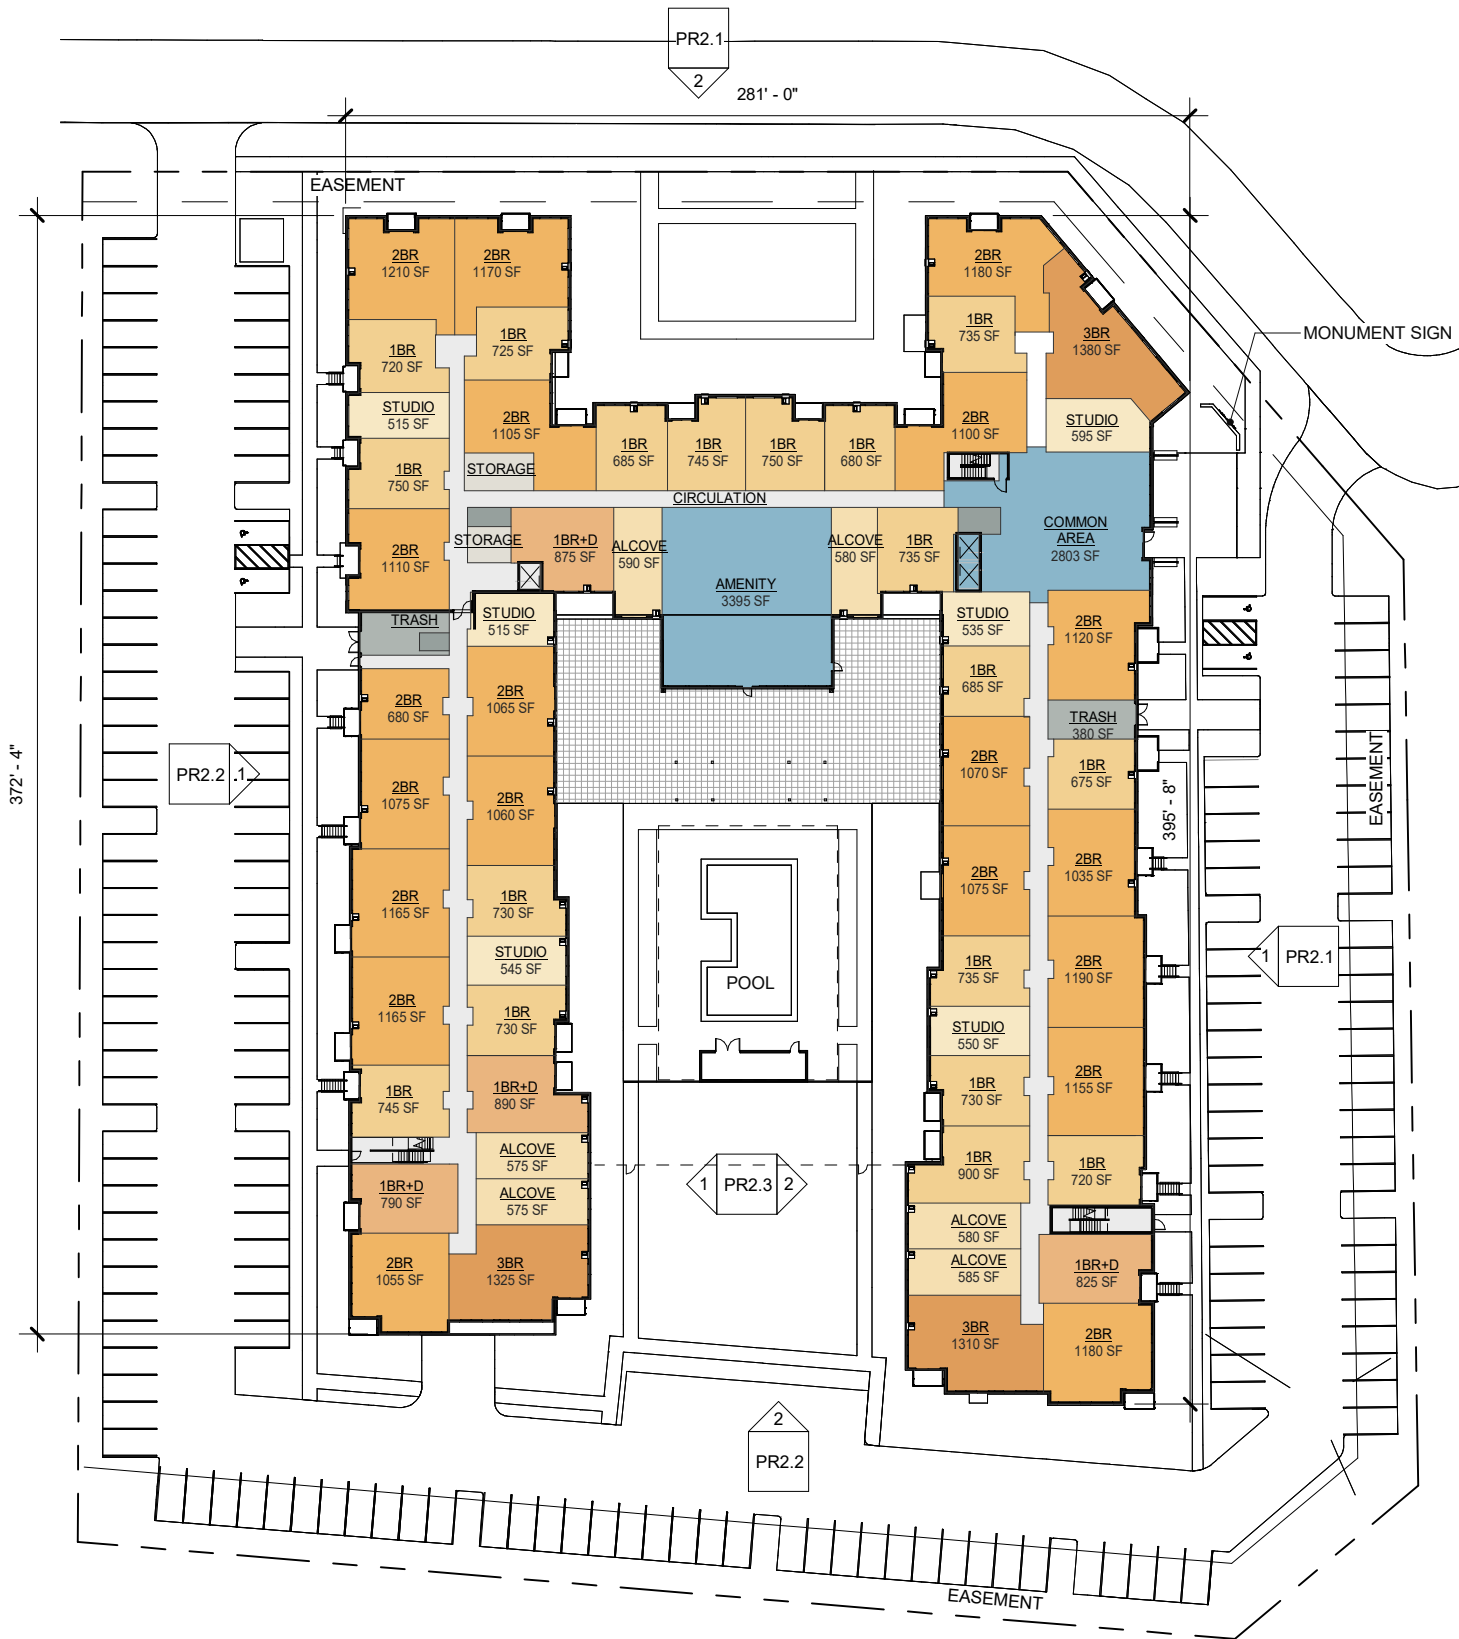 PR2.1
2
281' - 0"
EASEMENT
2BR
1210 SF
2BR
1170 SF
2BR
1180 SF
1BR
720 SF
1BR
725 SF
1BR
735 SF
3BR
1380 SF
MONUMENT SIGN
STUDIO
515 SF
2BR
1105 SF
1BR
685 SF
1BR
745 SF
1BR
750 SF
1BR
680 SF
2BR
1100 SF
STUDIO
595 SF
1BR
750 SF
STORAGE
CIRCULATION
2BR
1110 SF
STORAGE
1BR+D
875 SF
ALCOVE
590 SF
AMENITY
3395 SF
ALCOVE
580 SF
1BR
735 SF
COMMON
AREA
2803 SF
TRASH
STUDIO
515 SF
STUDIO
535 SF
2BR
1120 SF
2BR
680 SF
2BR
1065 SF
1BR
685 SF
TRASH
380 SF
372' - 4"
PR2.2
1
2BR
1075 SF
2BR
1060 SF
2BR
1070 SF
1BR
675 SF
395' - 8"
EASEMENT
2BR
1165 SF
1BR
730 SF
2BR
1075 SF
2BR
1035 SF
STUDIO
545 SF
POOL
1BR
735 SF
2BR
1190 SF
1
PR2.1
2BR
1165 SF
1BR
730 SF
STUDIO
550 SF
2BR
1155 SF
1BR
745 SF
1BR+D
890 SF
1BR
730 SF
ALCOVE
575 SF
1BR
900 SF
1BR
720 SF
1BR+D
790 SF
ALCOVE
575 SF
1
PR2.3
2
ALCOVE
580 SF
2BR
1055 SF
3BR
1325 SF
ALCOVE
585 SF
1BR+D
825 SF
3BR
1310 SF
2BR
1180 SF
2
PR2.2
EASEMENT